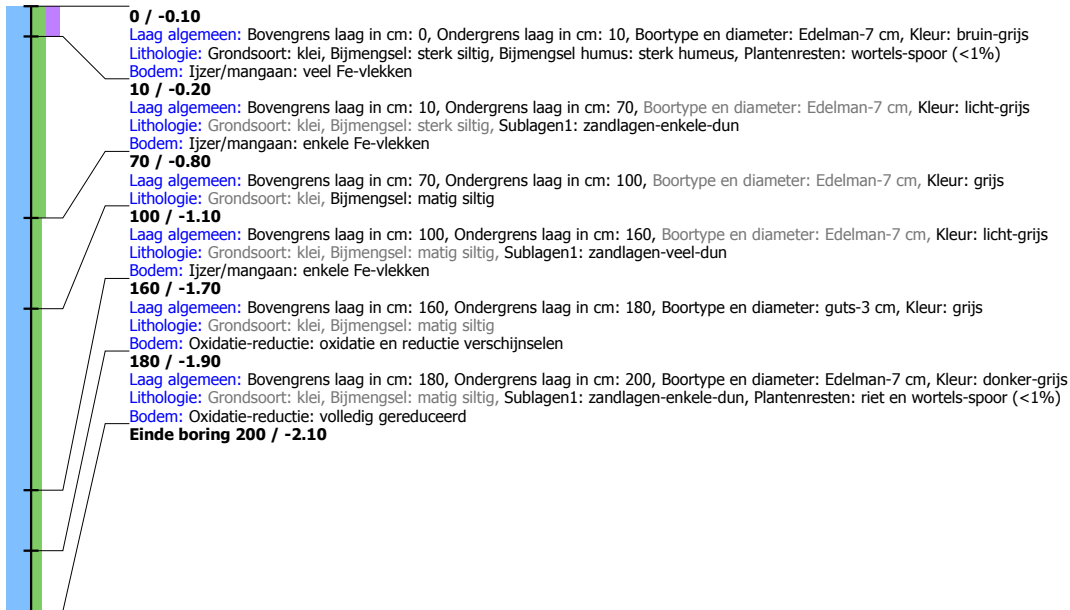 0 / -0.10
Laag algemeen: Bovengrens laag in cm: 0, Ondergrens laag in cm: 10, Boortype en diameter: Edelman-7 cm, Kleur: bruin-grijs
Lithologie: Grondsoort: klei, Bijmengsel: sterk siltig, Bijmengsel humus: sterk humeus, Plantenresten: wortels-spoor (<1%)
Bodem: Ijzer/mangaan: veel Fe-vlekken
10 / -0.20
Laag algemeen: Bovengrens laag in cm: 10, Ondergrens laag in cm: 70, Boortype en diameter: Edelman-7 cm, Kleur: licht-grijs
Lithologie: Grondsoort: klei, Bijmengsel: sterk siltig, Sublagen1: zandlagen-enkele-dun
Bodem: Ijzer/mangaan: enkele Fe-vlekken
70 / -0.80
Laag algemeen: Bovengrens laag in cm: 70, Ondergrens laag in cm: 100, Boortype en diameter: Edelman-7 cm, Kleur: grijs
Lithologie: Grondsoort: klei, Bijmengsel: matig siltig
100 / -1.10
Laag algemeen: Bovengrens laag in cm: 100, Ondergrens laag in cm: 160, Boortype en diameter: Edelman-7 cm, Kleur: licht-grijs
Lithologie: Grondsoort: klei, Bijmengsel: matig siltig, Sublagen1: zandlagen-veel-dun
Bodem: Ijzer/mangaan: enkele Fe-vlekken
160 / -1.70
Laag algemeen: Bovengrens laag in cm: 160, Ondergrens laag in cm: 180, Boortype en diameter: guts-3 cm, Kleur: grijs
Lithologie: Grondsoort: klei, Bijmengsel: matig siltig
Bodem: Oxidatie-reductie: oxidatie en reductie verschijnselen
180 / -1.90
Laag algemeen: Bovengrens laag in cm: 180, Ondergrens laag in cm: 200, Boortype en diameter: Edelman-7 cm, Kleur: donker-grijs
Lithologie: Grondsoort: klei, Bijmengsel: matig siltig, Sublagen1: zandlagen-enkele-dun, Plantenresten: riet en wortels-spoor (<1%)
Bodem: Oxidatie-reductie: volledig gereduceerd
Einde boring 200 / -2.10